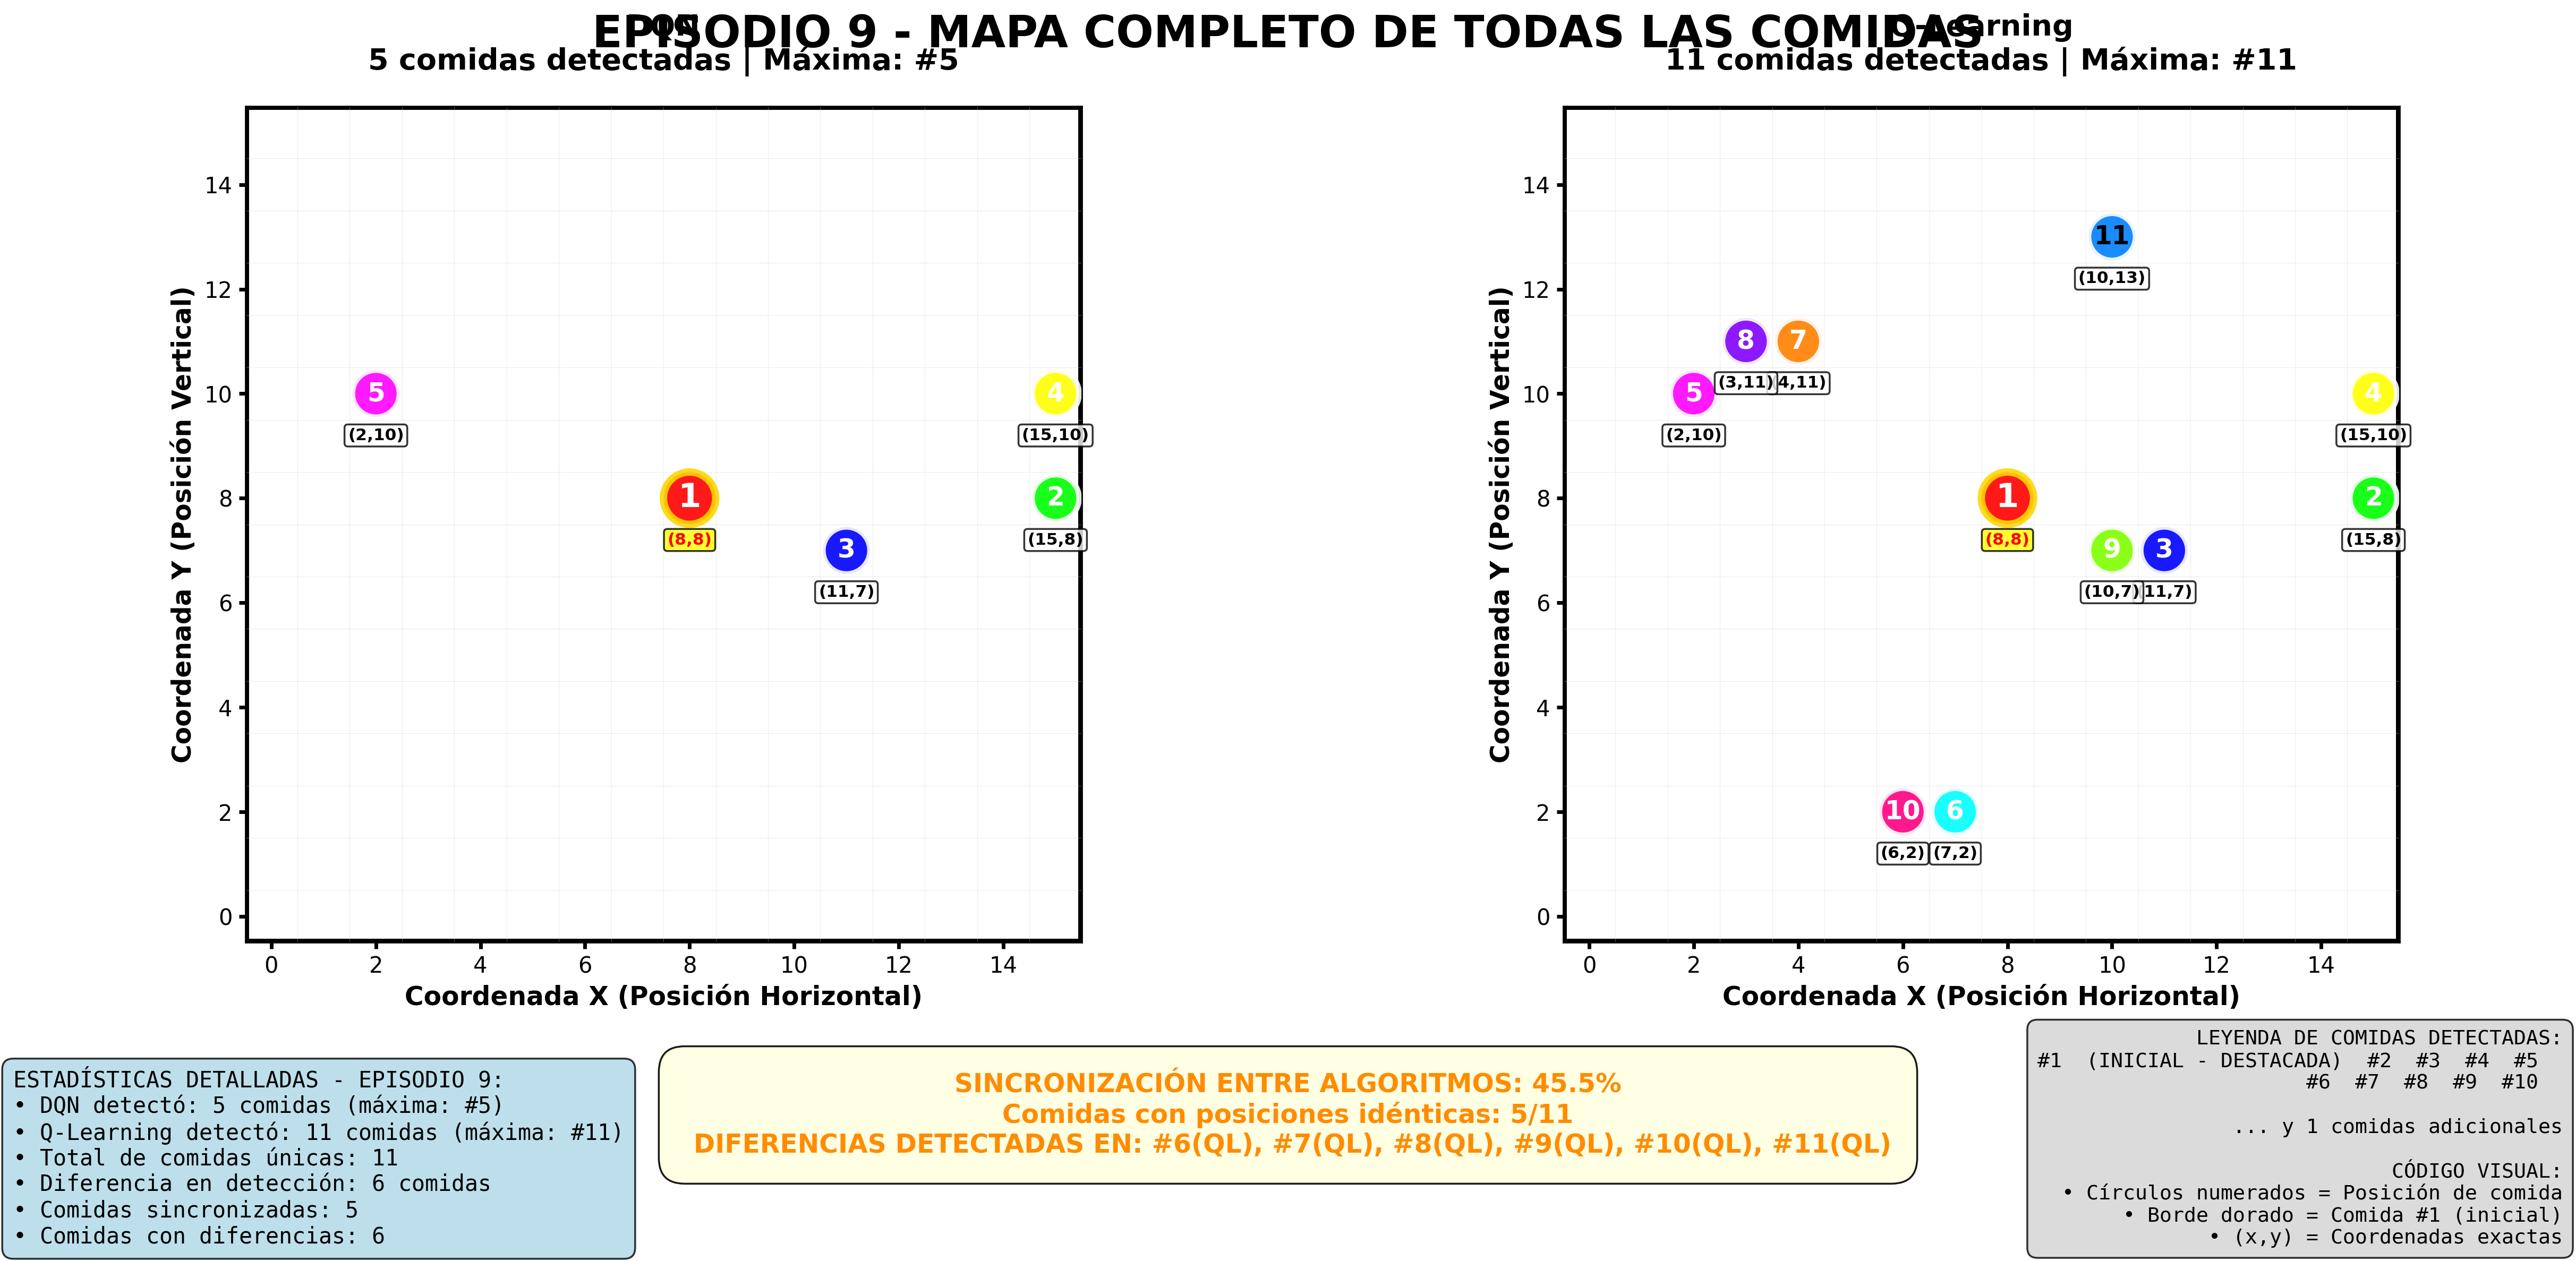 EPISODIO 9 - MAPA COMPLETO DE TODAS LAS COMIDAS
5 comidas detectadas | Máxima: #5
Coordenada Y (Posición Vertical)
14
12
10
8
6
4
2
0
5
(2,10)
4
(15,10)
1
(8,8)
2
(15,8)
3
(11,7)
0 2 4 6 8 10 12 14
Coordenada X (Posición Horizontal)
11 comidas detectadas | Máxima: #11
Coordenada Y (Posición Vertical)
14
12
10
8
6
4
2
0
11
(10,13)
8 7
(3,11) 4,11)
5
(2,10)
4
(15,10)
1
(8,8)
2
(15,8)
9 3
(10,7) 11,7)
10 6
(6,2) (7,2)
0 2 4 6 8 10 12 14
Coordenada X (Posición Horizontal)
ESTADÍSTICAS DETALLADAS - EPISODIO 9:
• DQN detectó: 5 comidas (máxima: #5)
• Q-Learning detectó: 11 comidas (máxima: #11)
• Total de comidas únicas: 11
• Diferencia en detección: 6 comidas
• Comidas sincronizadas: 5
• Comidas con diferencias: 6
SINCRONIZACIÓN ENTRE ALGORITMOS: 45.5%
Comidas con posiciones idénticas: 5/11
DIFERENCIAS DETECTADAS EN: #6(QL), #7(QL), #8(QL), #9(QL), #10(QL), #11(QL)
LEYENDA DE COMIDAS DETECTADAS:
#1 (INICIAL - DESTACADA) #2 #3 #4 #5
#6 #7 #8 #9 #10
... y 1 comidas adicionales
CÓDIGO VISUAL:
• Círculos numerados = Posición de comida
• Borde dorado = Comida #1 (inicial)
• (x,y) = Coordenadas exactas